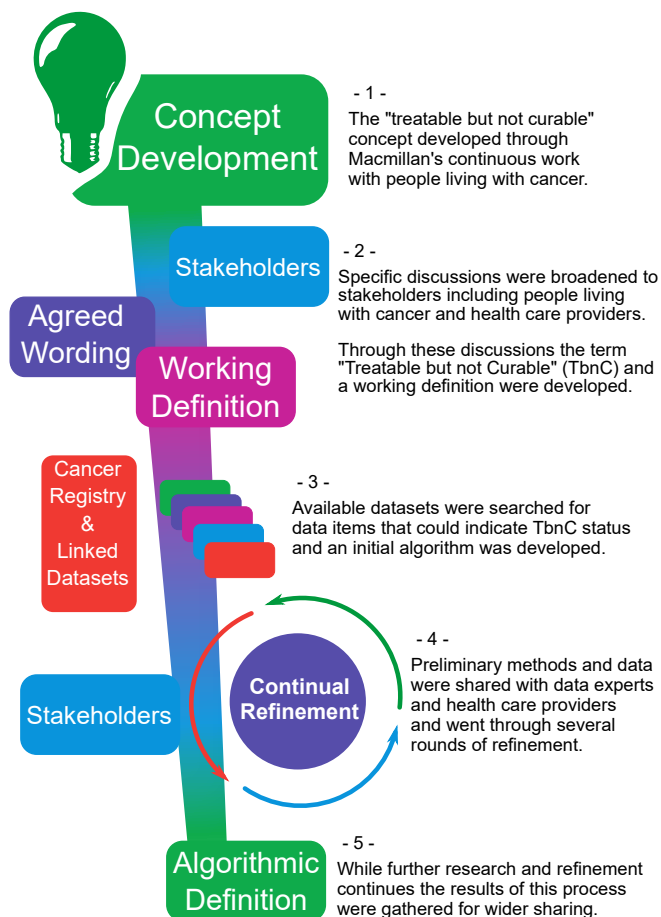 Concept
Development
- 1 -
The "treatable but not curable"
concept developed through
Macmillan's continuous work
with people living with cancer.
Stakeholders
- 2 -
Specific discussions were broadened to
stakeholders including people living
with cancer and health care providers.
Through these discussions the term
"Treatable but not Curable" (TbnC) and
a working definition were developed.
Agreed
Wording
Working
Definition
Cancer
Registry
&
Linked
Datasets
- 3 -
Available datasets were searched for
data items that could indicate TbnC status
and an initial algorithm was developed.
Stakeholders
Continual
Refinement
- 4 -
Preliminary methods and data
were shared with data experts
and health care providers
and went through several
rounds of refinement.
Algorithmic
Definition
- 5 -
While further research and refinement
continues the results of this process
were gathered for wider sharing.